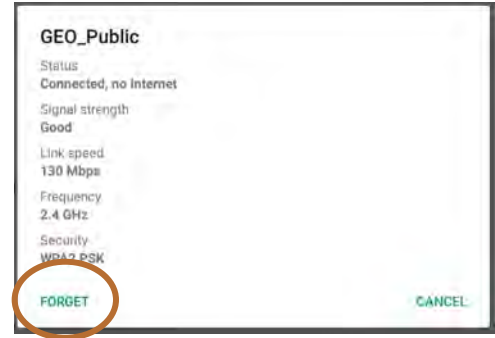 GEO_Public
Status
Connected, no Internet
Signal strength
Good
Link speed
130 Mbps
Frequency
2.4 GHz
Security
WPA2 PSK
FORGET CANCEL